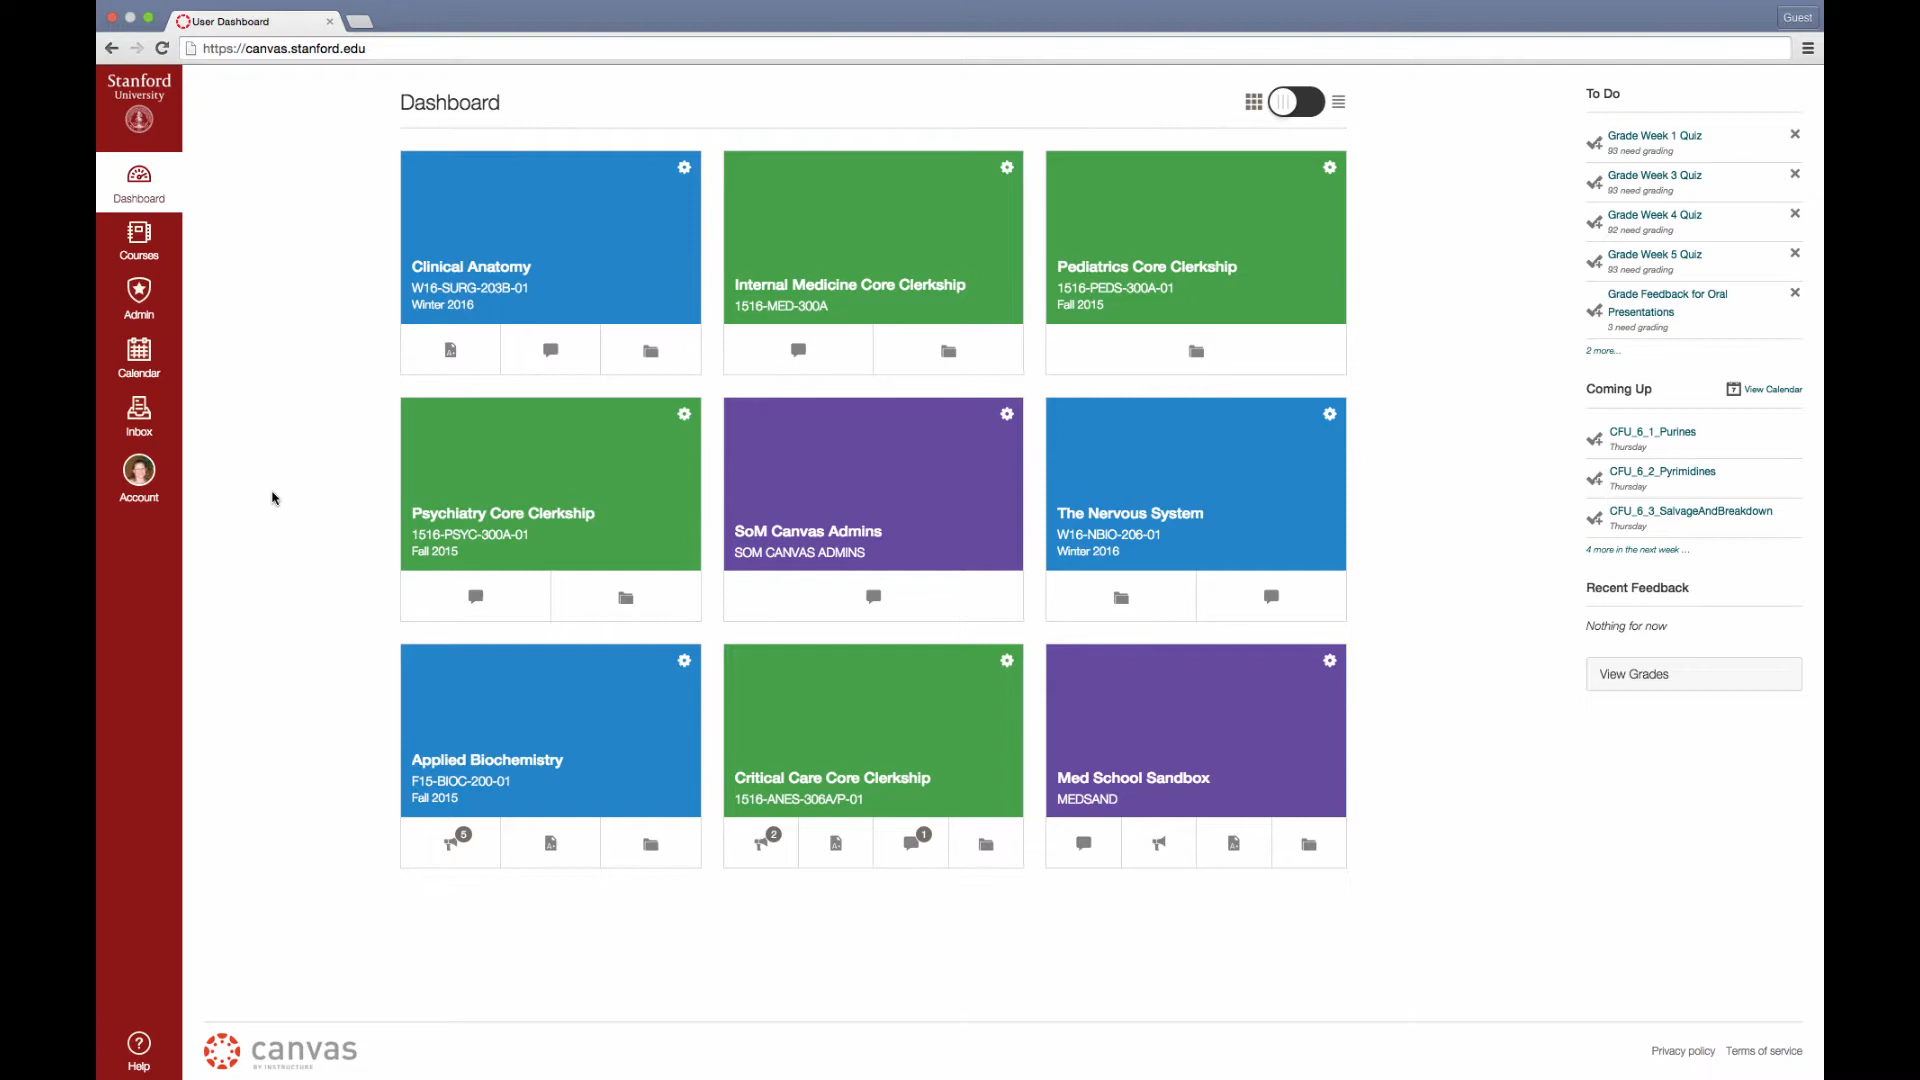 User Dashboard
Guest
https://canvas.stanford.edu
Stanford
University
Dashboard
Courses
Admin
Calendar
Inbox
Account
Help
Dashboard
Clinical Anatomy
W16-SURG-203B-01
Winter 2016
Internal Medicine Core Clerkship
1516-MED-300A
Pediatrics Core Clerkship
1516-PEDS-300A-01
Fall 2015
Psychiatry Core Clerkship
1516-PSYC-300A-01
Fall 2015
SoM Canvas Admins
SOM CANVAS ADMINS
The Nervous System
W16-NBIO-206-01
Winter 2016
Applied Biochemistry
F15-BIOC-200-01
Fall 2015
5
Critical Care Core Clerkship
1516-ANES-306A/P-01
2
1
Med School Sandbox
MEDSAND
To Do
Grade Week 1 Quiz
93 need grading
Grade Week 3 Quiz
93 need grading
Grade Week 4 Quiz
92 need grading
Grade Week 5 Quiz
93 need grading
Grade Feedback for Oral
Presentations
3 need grading
2 more...
Coming Up
7 View Calendar
CFU_6_1_Purines
Thursday
CFU_6_2_Pyrimidines
Thursday
CFU_6_3_SalvageAndBreakdown
Thursday
4 more in the next week ...
Recent Feedback
Nothing for now
View Grades
canvas
BY INSTRUCTURE
Privacy policy Terms of service